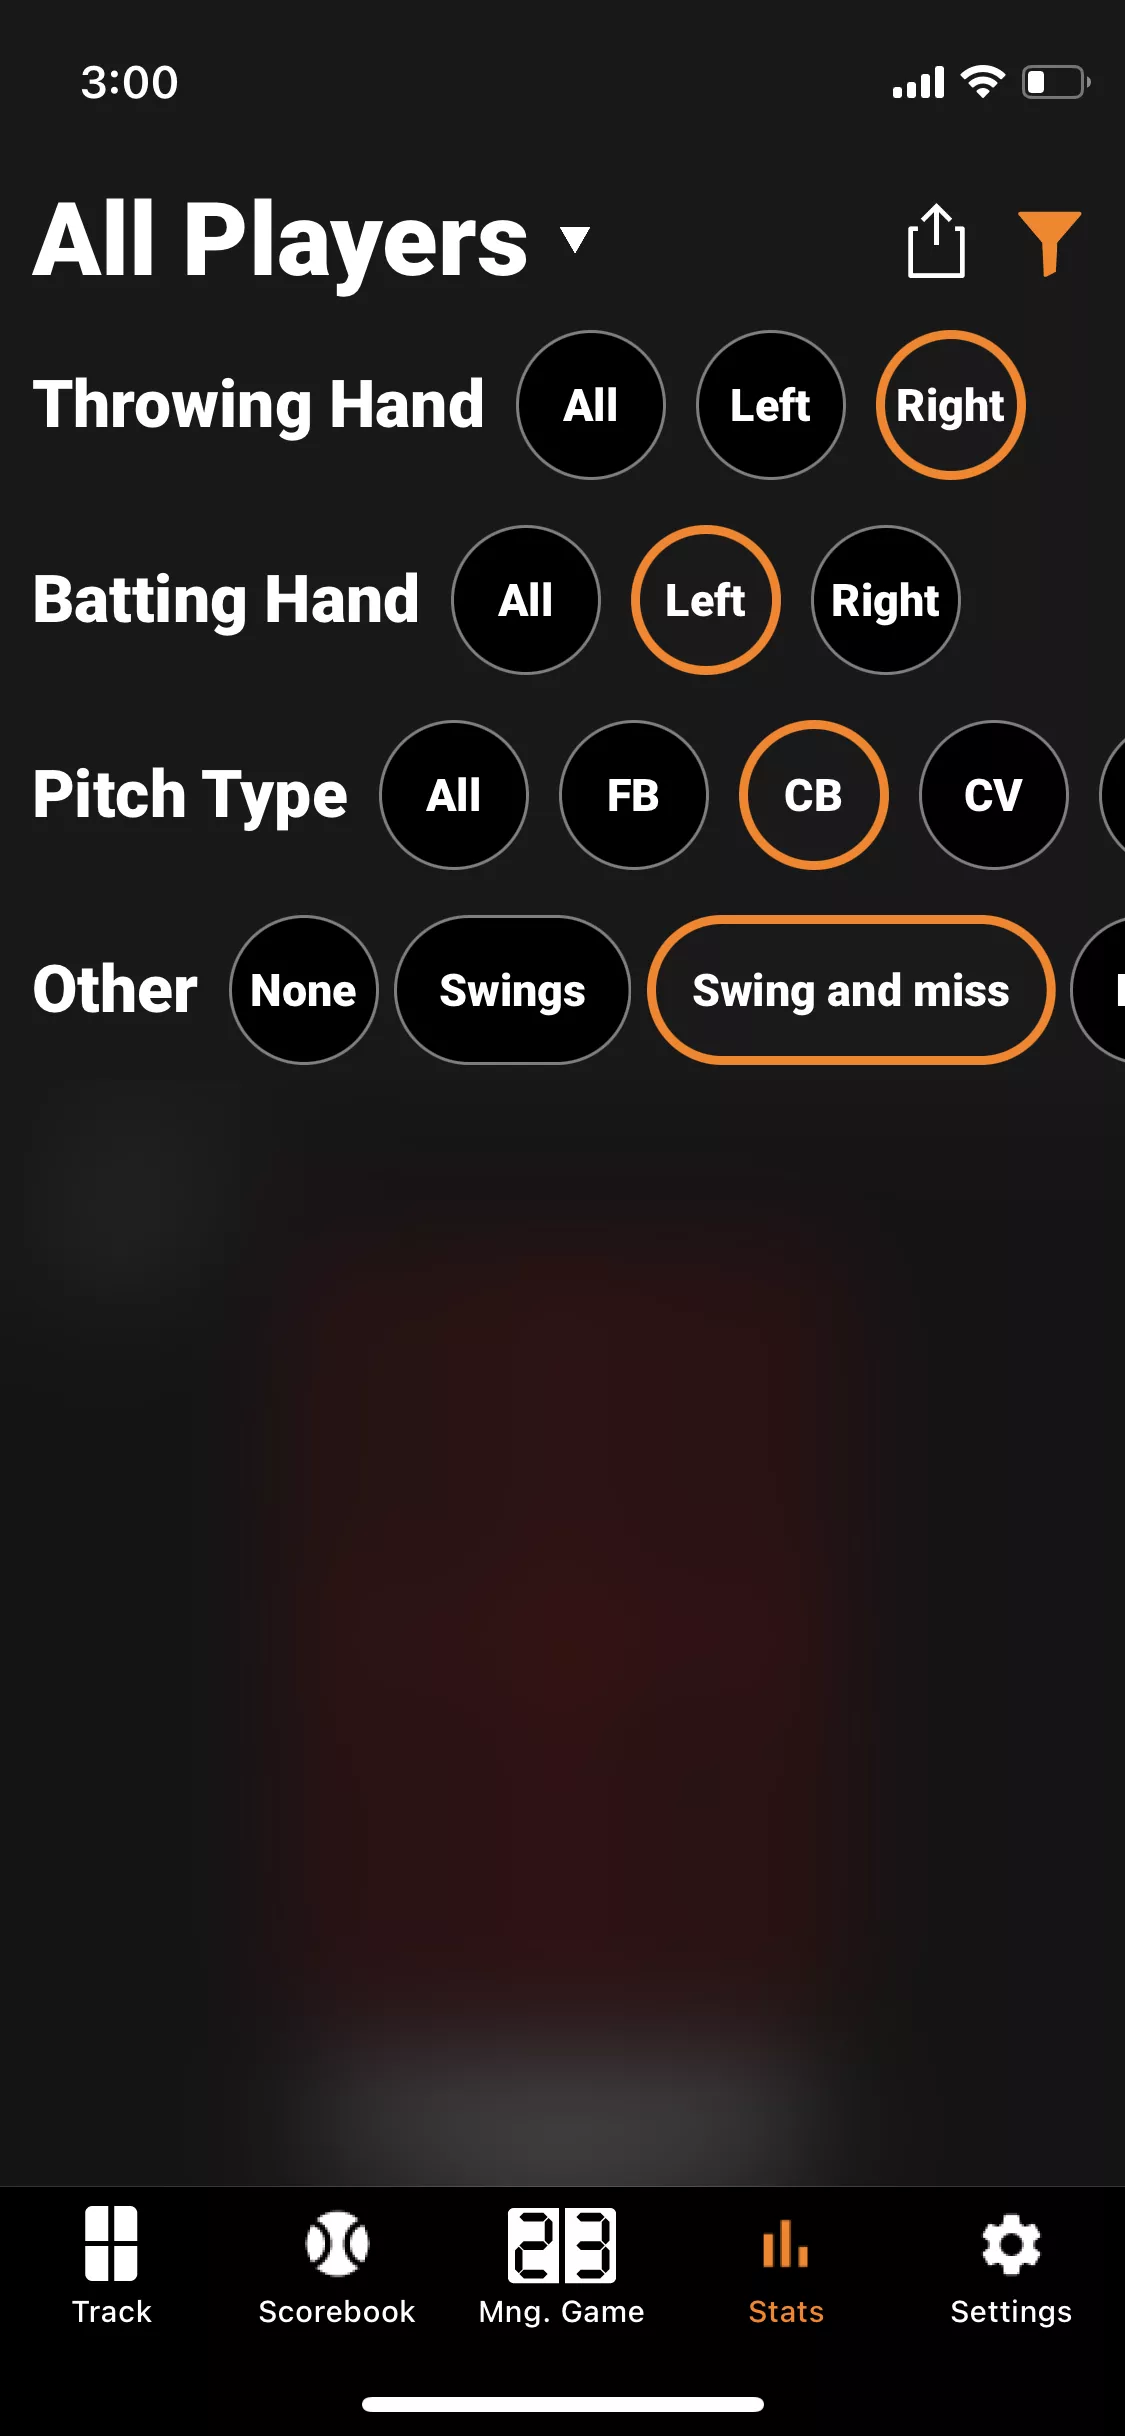 3:00
All Players
Throwing Hand All Left Right
Batting Hand All Left Right
Pitch Type All FB CB CV
Other None Swings Swing and miss
23
Track Scorebook Mng. Game Stats Settings